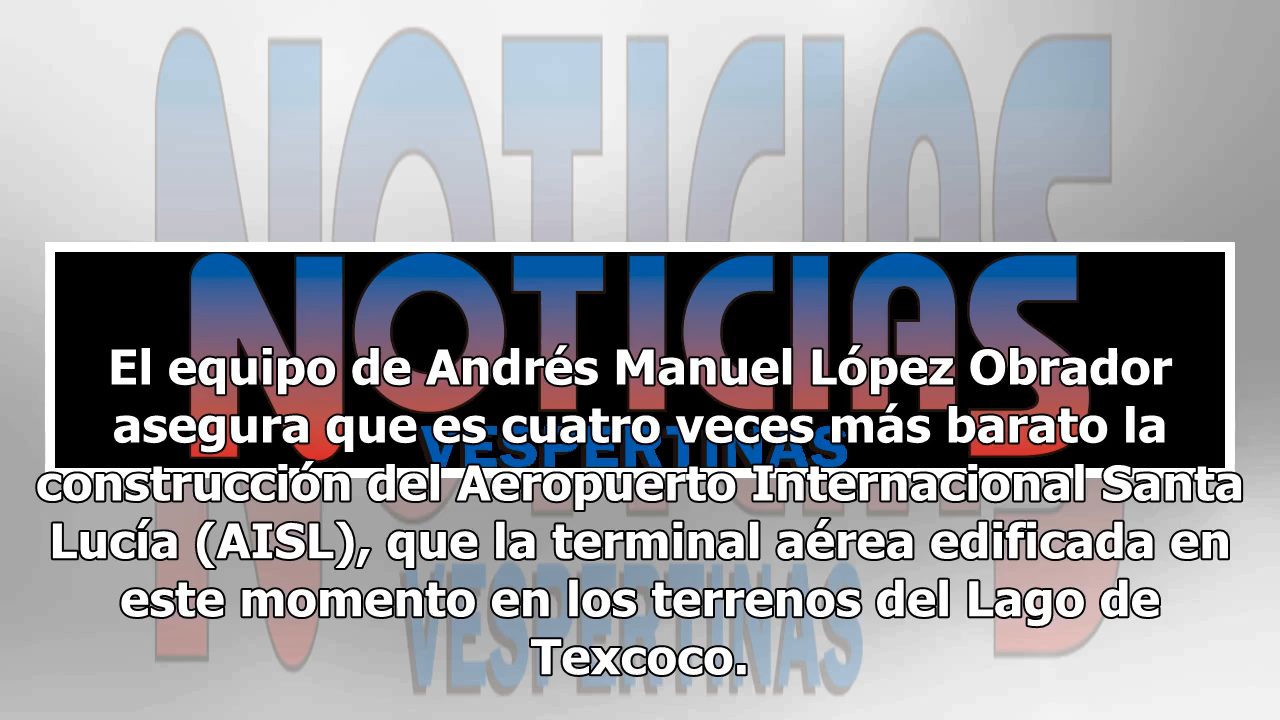 NOTICIAS
VESPERTINAS
NOTICIAS
VESPERTINAS
El equipo de Andrés Manuel López Obrador
asegura que es cuatro veces más barato la
construcción del Aeropuerto Internacional Santa
Lucía (AISL), que la terminal aérea edificada en
este momento en los terrenos del Lago de
Texcoco.